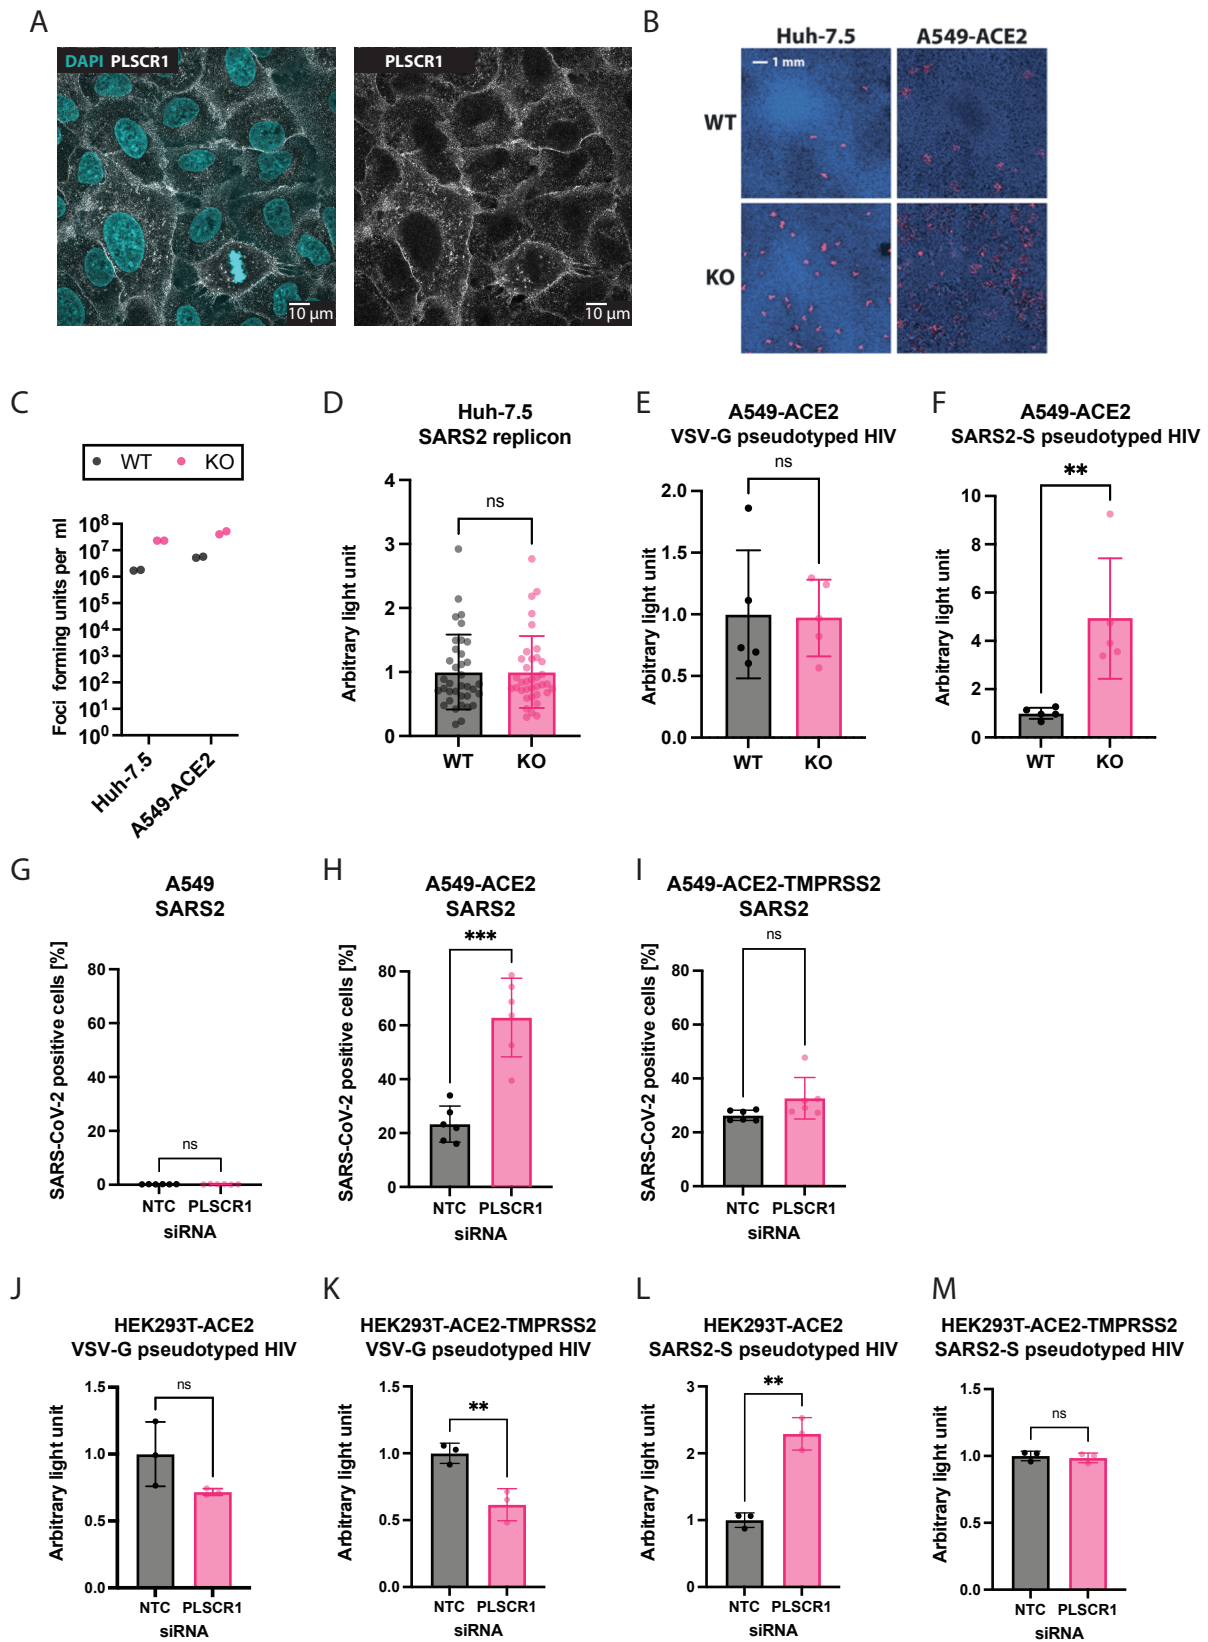 A
DAPI PLSCR1
10 µm
PLSCR1
10 µm
B
Huh-7.5
A549-ACE2
1 mm
WT
KO
C
WT
KO
Foci forming units per ml
10⁸
10⁷
10⁶
10⁵
10⁴
10³
10²
10¹
10⁰
Huh-7.5
A549-ACE2
D
Huh-7.5
SARS2 replicon
Arbitrary light unit
4
3
2
1
0
ns
WT
KO
E
A549-ACE2
VSV-G pseudotyped HIV
Arbitrary light unit
2.0
1.5
1.0
0.5
0.0
ns
WT
KO
F
A549-ACE2
SARS2-S pseudotyped HIV
Arbitrary light unit
10
8
6
4
2
0
**
WT
KO
G
A549
SARS2
SARS-CoV-2 positive cells [%]
80
60
40
20
0
ns
NTC
PLSCR1
siRNA
H
A549-ACE2
SARS2
SARS-CoV-2 positive cells [%]
80
60
40
20
0
***
NTC
PLSCR1
siRNA
I
A549-ACE2-TMPRSS2
SARS2
SARS-CoV-2 positive cells [%]
80
60
40
20
0
ns
NTC
PLSCR1
siRNA
J
HEK293T-ACE2
VSV-G pseudotyped HIV
Arbitrary light unit
1.5
1.0
0.5
0.0
ns
NTC
PLSCR1
siRNA
K
HEK293T-ACE2-TMPRSS2
VSV-G pseudotyped HIV
Arbitrary light unit
1.5
1.0
0.5
0.0
**
NTC
PLSCR1
siRNA
L
HEK293T-ACE2
SARS2-S pseudotyped HIV
Arbitrary light unit
3
2
1
0
**
NTC
PLSCR1
siRNA
M
HEK293T-ACE2-TMPRSS2
SARS2-S pseudotyped HIV
Arbitrary light unit
1.5
1.0
0.5
0.0
ns
NTC
PLSCR1
siRNA